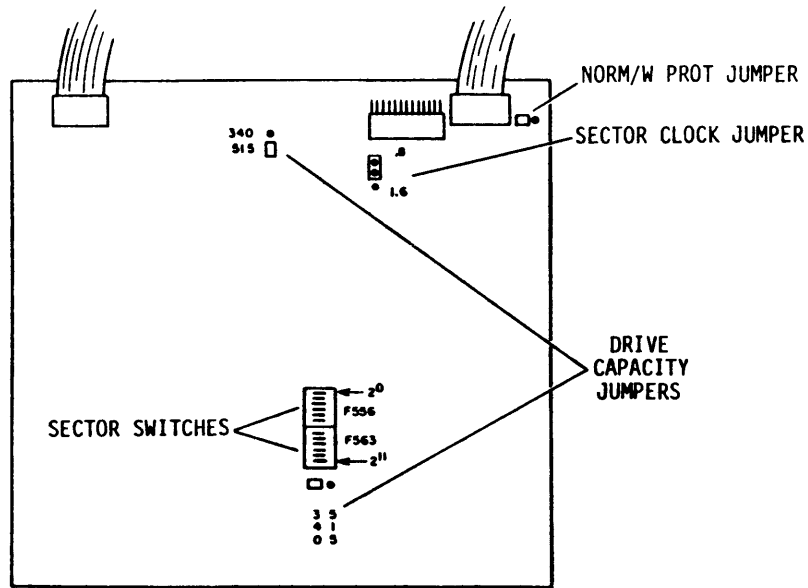 NORM/W PROT JUMPER
340
515
.8
SECTOR CLOCK JUMPER
1.6
DRIVE
CAPACITY
JUMPERS
2⁰
F556
SECTOR SWITCHES
F563
2¹¹
3 5
4 1
0 5